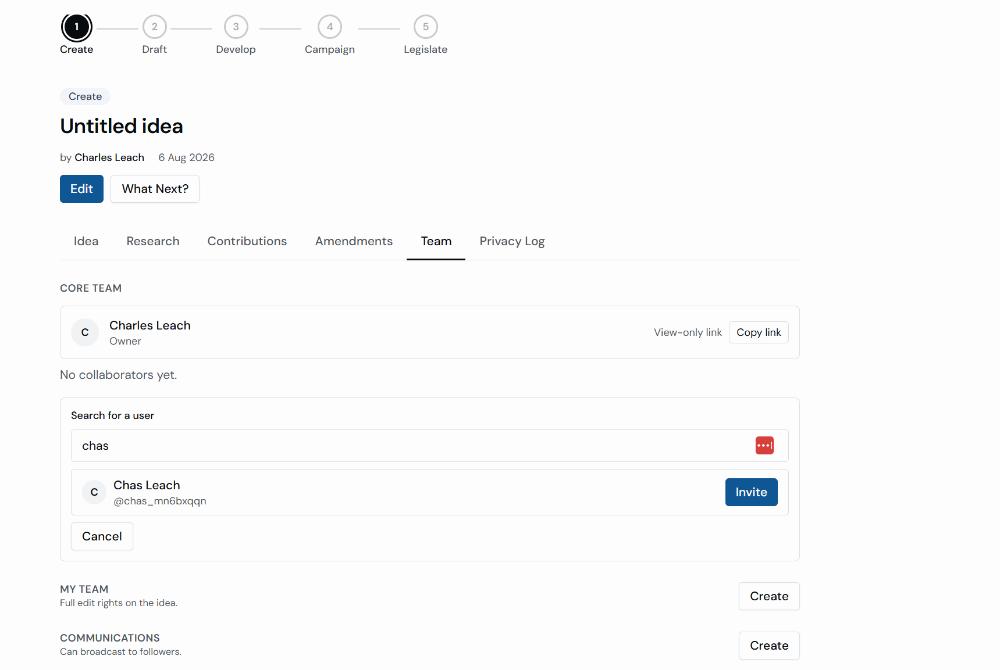 1 2 3 4 5
Create Draft Develop Campaign Legislate
Create
Untitled idea
by Charles Leach 6 Aug 2026
Edit What Next?
Idea Research Contributions Amendments Team Privacy Log
CORE TEAM
C
Charles Leach
Owner
View-only link Copy link
No collaborators yet.
Search for a user
chas
C
Chas Leach
@chas_mn6bxqqn
Invite
Cancel
MY TEAM
Full edit rights on the idea.
Create
COMMUNICATIONS
Can broadcast to followers.
Create